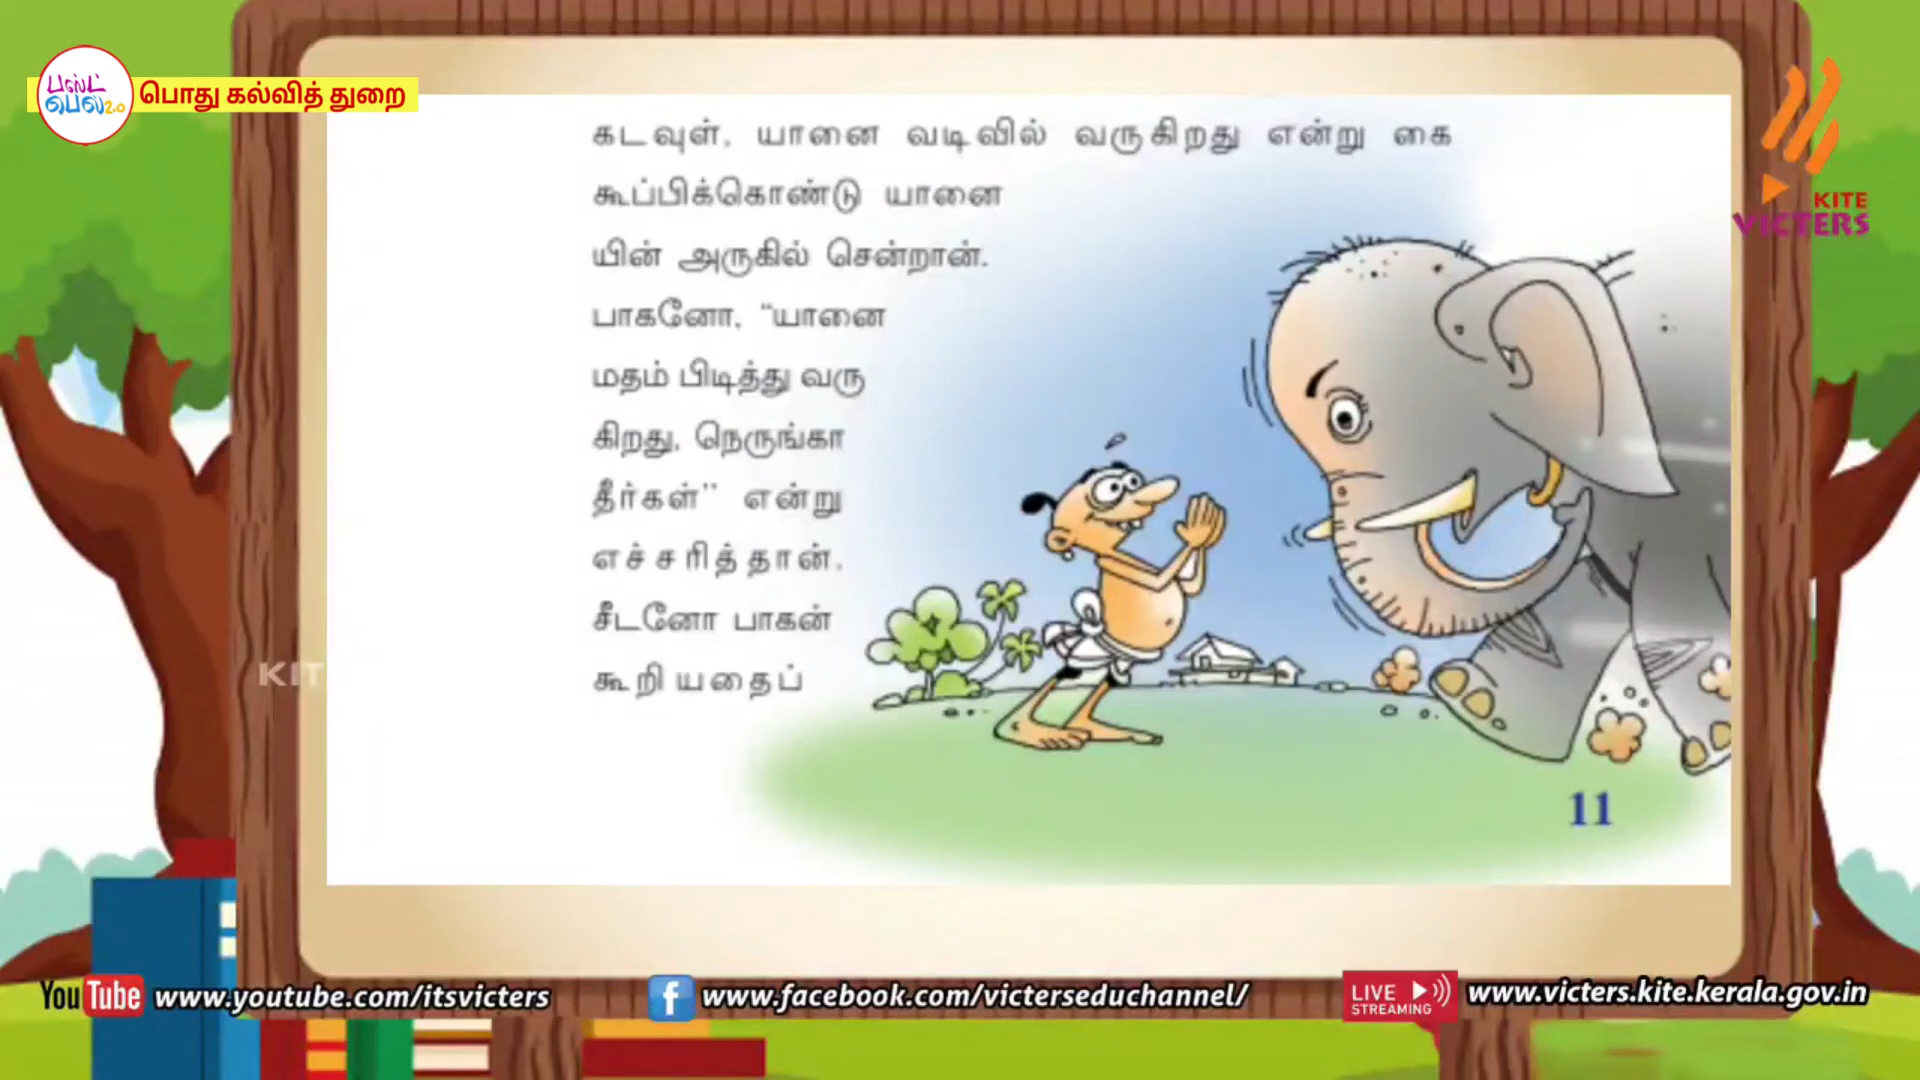 பஸ்ட்
பெல் 2.0
பொது கல்வித் துறை
KITE
VICTERS
கடவுள், யானை வடிவில் வருகிறது என்று கை
கூப்பிக்கொண்டு யானை
யின் அருகில் சென்றான்.
பாகனோ, “யானை
மதம் பிடித்து வரு
கிறது, நெருங்கா
தீர்கள்” என்று
எச்சரித்தான்.
சீடனோ பாகன்
கூறியதைப்
KIT
11
YouTube www.youtube.com/itsvicters
f www.facebook.com/victerseduchannel/
LIVE STREAMING www.victers.kite.kerala.gov.in